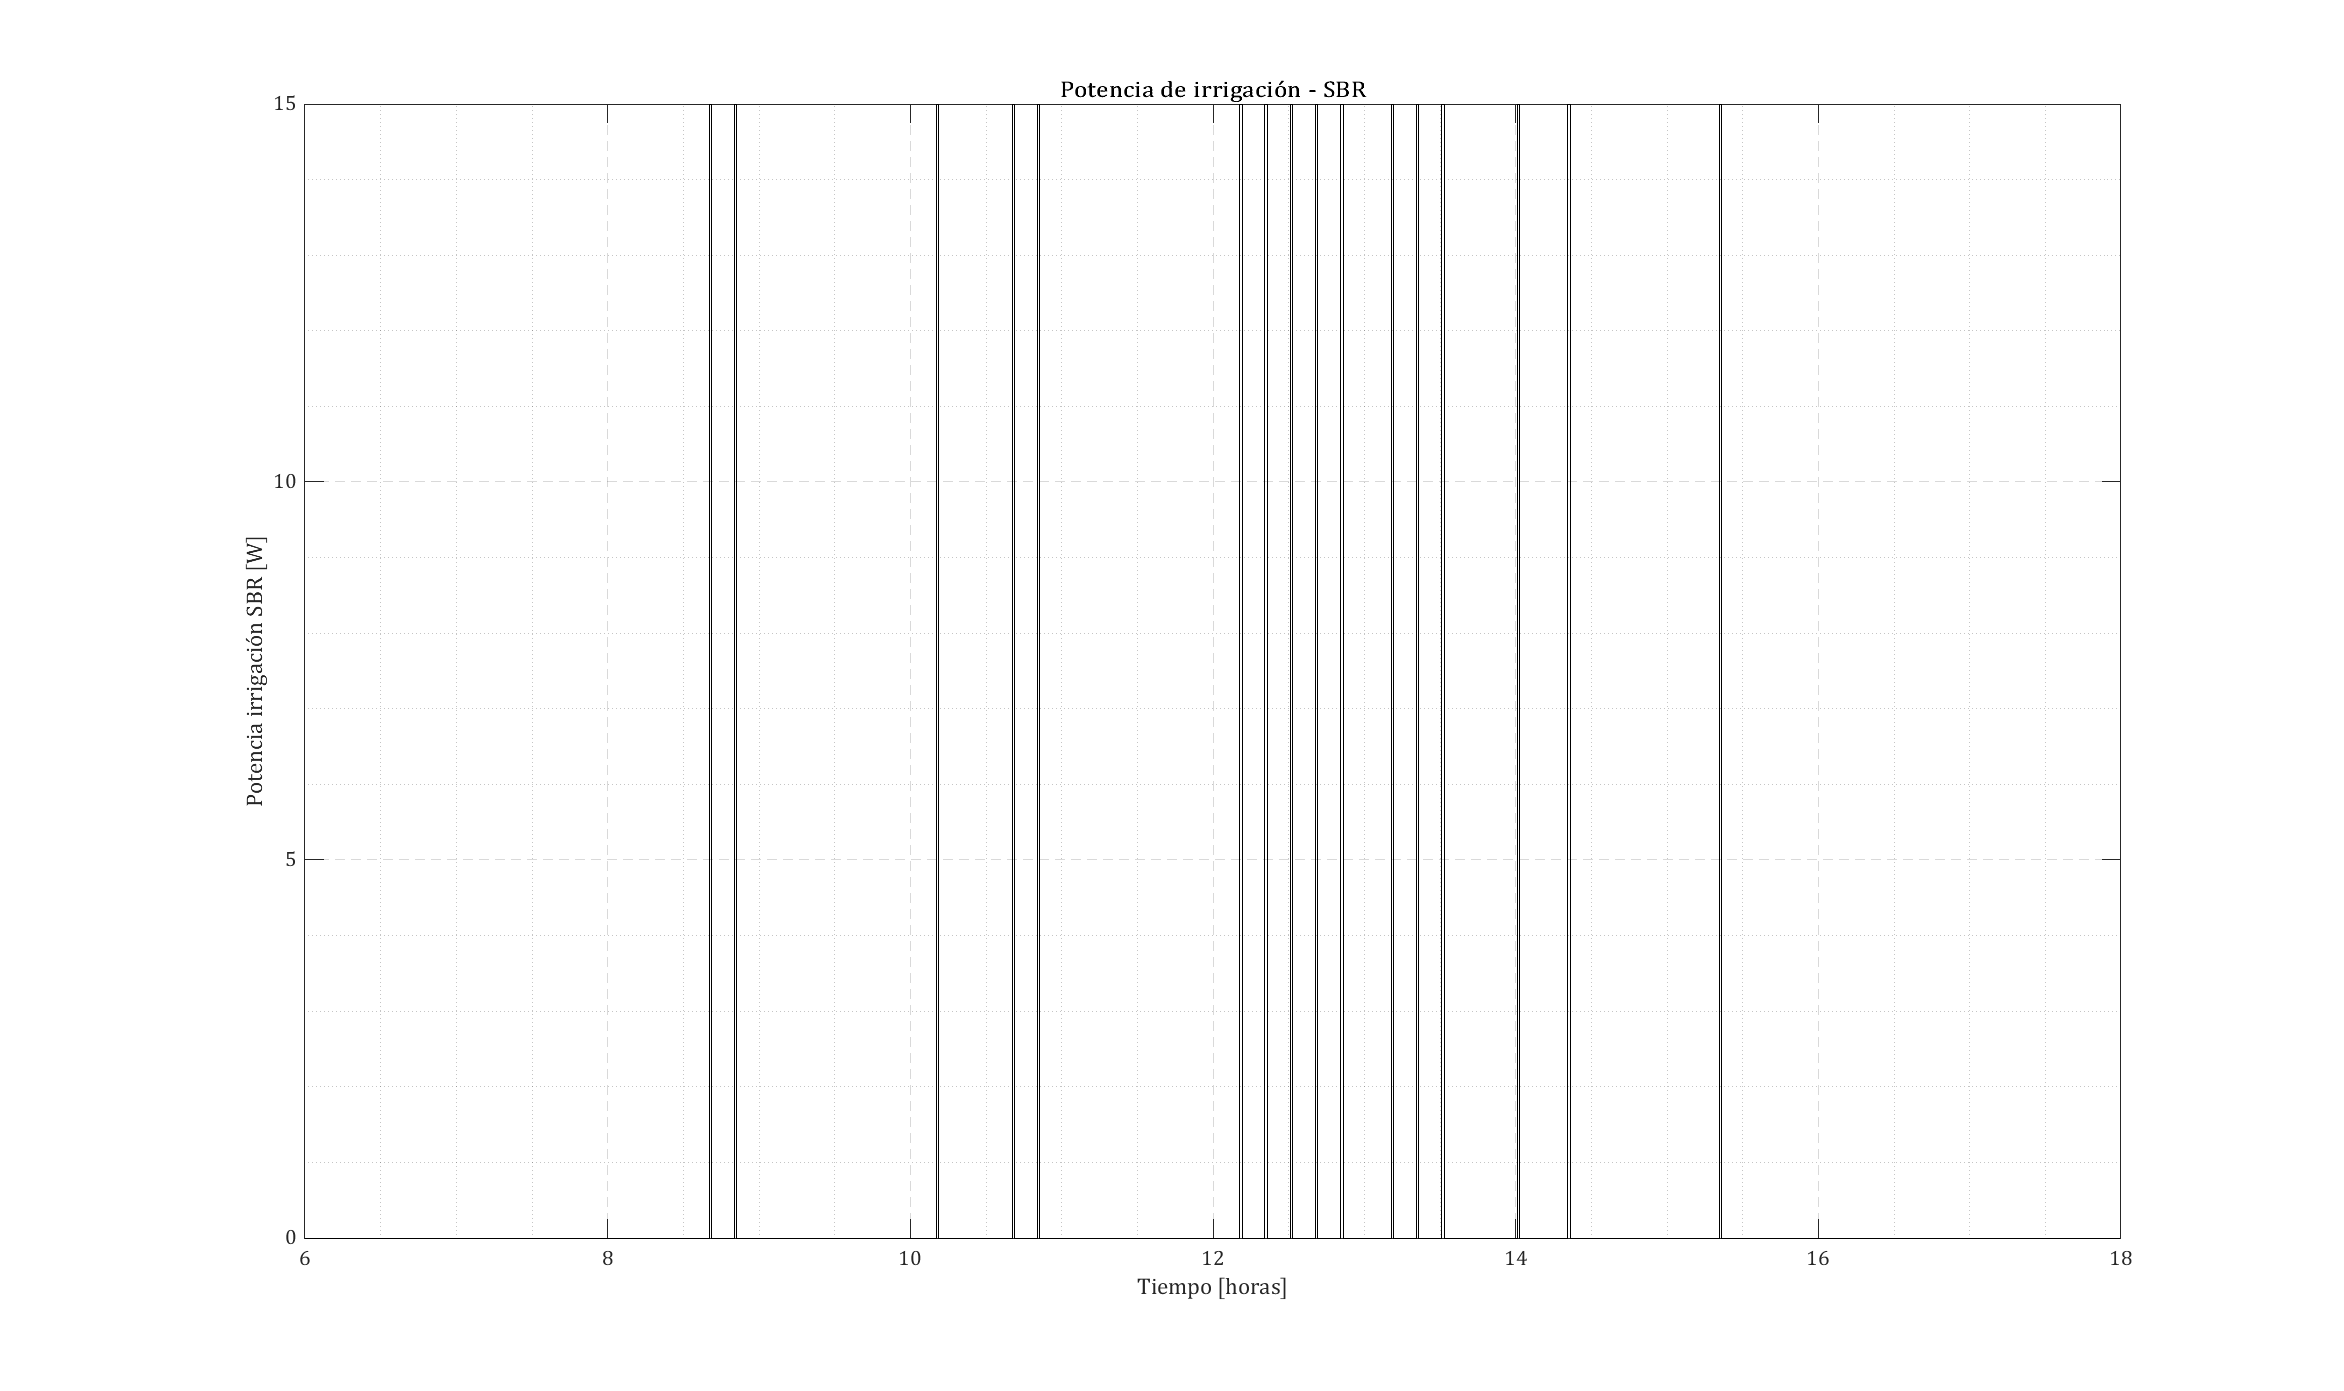 Potencia de irrigación - SBR
15
10
5
0
Potencia irrigación SBR [W]
6 8 10 12 14 16 18
Tiempo [horas]